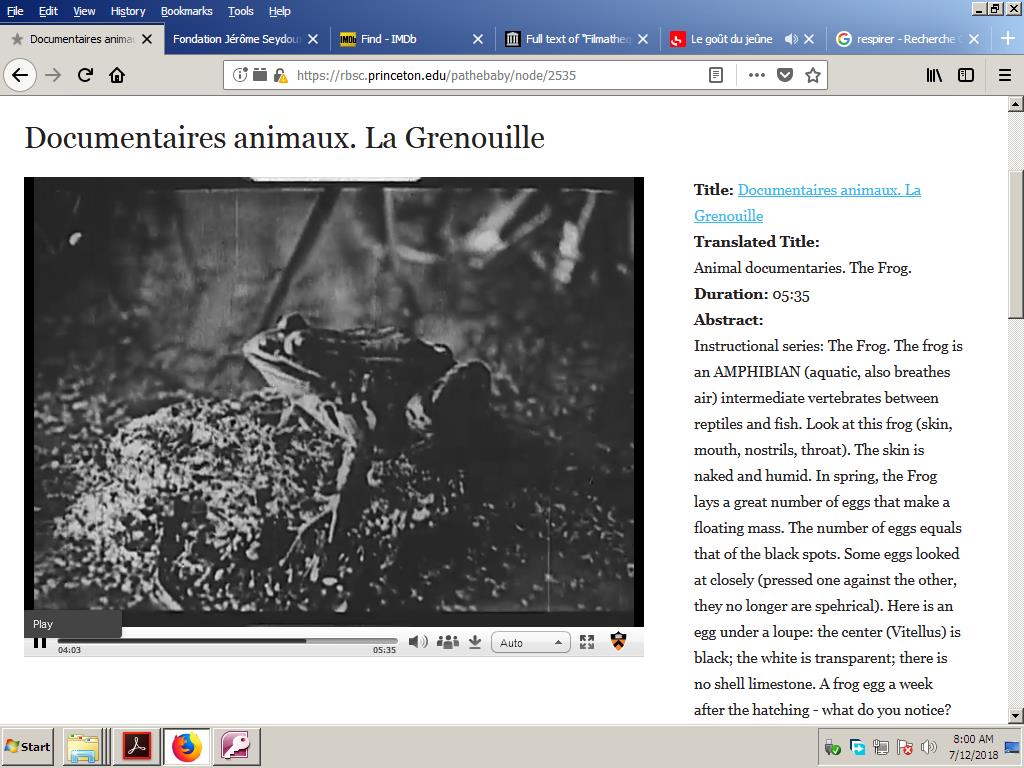 File Edit View History Bookmarks Tools Help
Documentaires anima
Fondation Jérôme Seydou
IMDb Find - IMDb
Full text of "Filmatheq
Le goût du jeûne
G respirer - Recherche G
https://rbsc.princeton.edu/pathebaby/node/2535
Documentaires animaux. La Grenouille
Title: Documentaires animaux. La
Grenouille
Translated Title:
Animal documentaries. The Frog.
Duration: 05:35
Abstract:
Instructional series: The Frog. The frog is
an AMPHIBIAN (aquatic, also breathes
air) intermediate vertebrates between
reptiles and fish. Look at this frog (skin,
mouth, nostrils, throat). The skin is
naked and humid. In spring, the Frog
lays a great number of eggs that make a
floating mass. The number of eggs equals
that of the black spots. Some eggs looked
at closely (pressed one against the other,
they no longer are spehrical). Here is an
egg under a loupe: the center (Vitellus) is
black; the white is transparent; there is
no shell limestone. A frog egg a week
after the hatching - what do you notice?
Play
04:03
05:35
Auto
Start
8:00 AM
7/12/2018